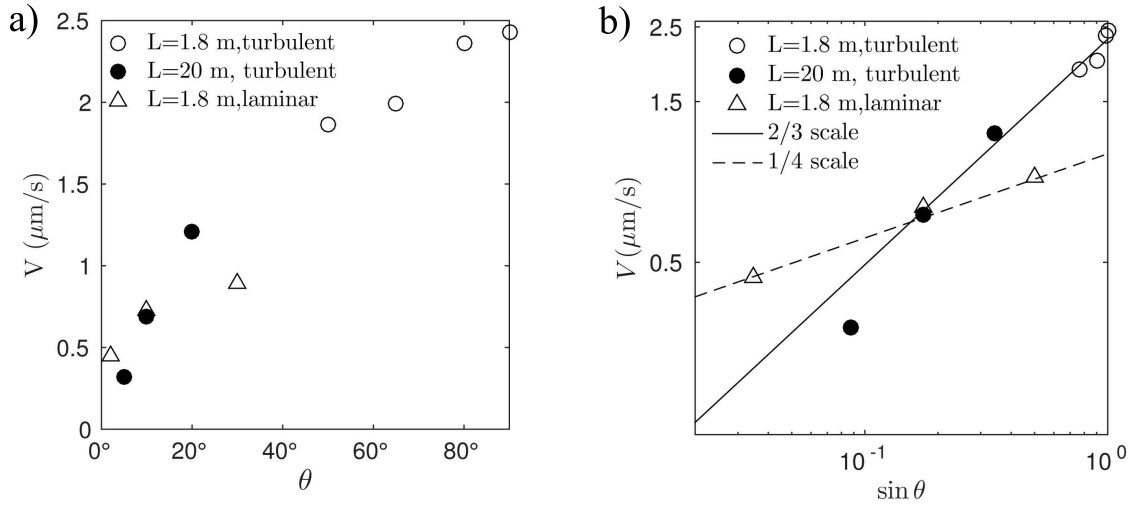 a)
2.5
2
1.5
1
0.5
0
V (μm/s)
L=1.8 m,turbulent
L=20 m, turbulent
L=1.8 m,laminar
0° 20° 40° 60° 80°
θ
b)
2.5
1.5
0.5
V (μm/s)
L=1.8 m,turbulent
L=20 m, turbulent
L=1.8 m,laminar
2/3 scale
1/4 scale
10⁻¹ 10⁰
sin θ